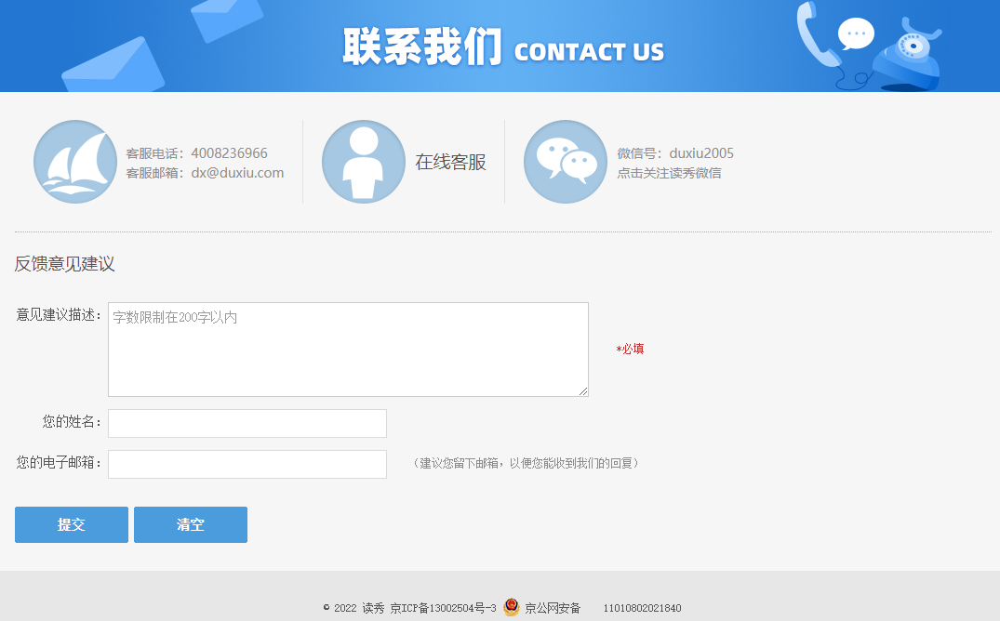 联系我们 CONTACT US
客服电话：4008236966
客服邮箱：dx@duxiu.com
在线客服
微信号：duxiu2005
点击关注读秀微信
反馈意见建议
意见建议描述：
字数限制在200字以内
*必填
您的姓名：
您的电子邮箱：
（建议您留下邮箱，以便您能收到我们的回复）
提交 清空
© 2022 读秀 京ICP备13002504号-3 京公网安备 11010802021840